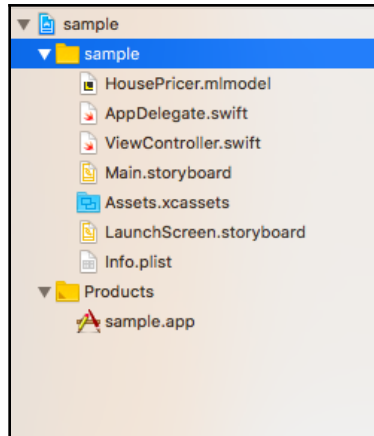 sample
sample
HousePricer.mlmodel
AppDelegate.swift
ViewController.swift
Main.storyboard
Assets.xcassets
LaunchScreen.storyboard
Info.plist
Products
sample.app